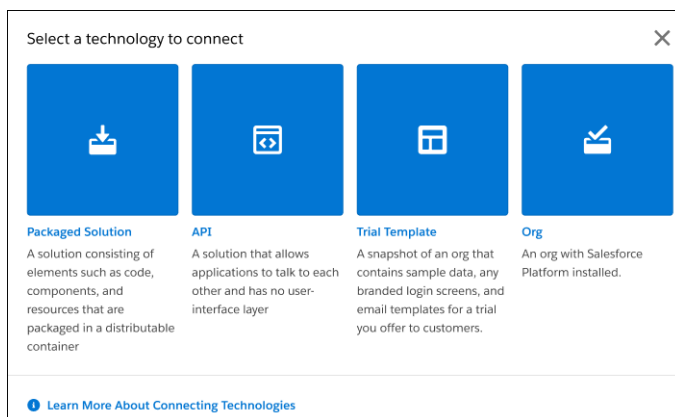 Select a technology to connect
Packaged Solution
A solution consisting of
elements such as code,
components, and
resources that are
packaged in a distributable
container
API
A solution that allows
applications to talk to each
other and has no user-
interface layer
Trial Template
A snapshot of an org that
contains sample data, any
branded login screens, and
email templates for a trial
you offer to customers.
Org
An org with Salesforce
Platform installed.
Learn More About Connecting Technologies